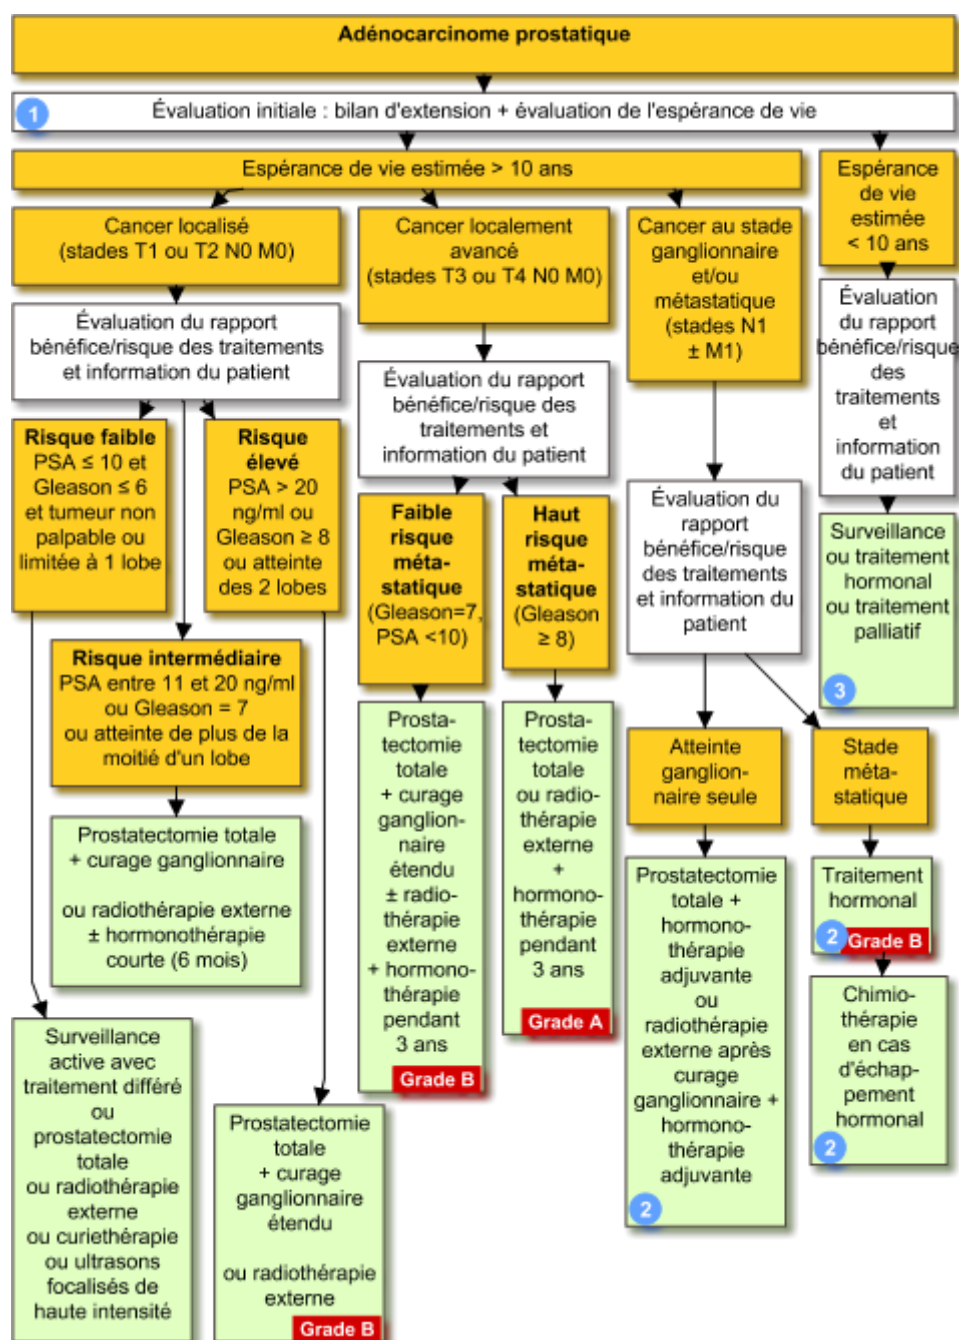 Adénocarcinome prostatique
1
Évaluation initiale : bilan d'extension + évaluation de l'espérance de vie
Espérance de vie estimée > 10 ans
Espérance
de vie
estimée
< 10 ans
Cancer localisé
(stades T1 ou T2 N0 M0)
Cancer localement
avancé
(stades T3 ou T4 N0 M0)
Cancer au stade
ganglionnaire
et/ou
métastatique
(stades N1
± M1)
Évaluation du rapport
bénéfice/risque des traitements
et information du patient
Évaluation du rapport
bénéfice/risque des
traitements et
information du patient
Évaluation du
rapport
bénéfice/risque
des traitements
et information du
patient
Évaluation
du rapport
bénéfice/risque
des
traitements
et
information
du patient
Risque faible
PSA ≤ 10 et
Gleason ≤ 6
et tumeur non
palpable ou
limitée à 1 lobe
Risque
élevé
PSA > 20
ng/ml ou
Gleason ≥ 8
ou atteinte
des 2 lobes
Risque intermédiaire
PSA entre 11 et 20 ng/ml
ou Gleason = 7
ou atteinte de plus de la
moitié d'un lobe
Faible
risque
méta-
statique
(Gleason=7,
PSA <10)
Haut
risque
méta-
statique
(Gleason
≥ 8)
Surveillance
ou traitement
hormonal
ou traitement
palliatif
3
Atteinte
ganglion-
naire seule
Stade
méta-
statique
Prostatectomie totale
+ curage ganglionnaire
ou radiothérapie externe
± hormonothérapie
courte (6 mois)
Prosta-
tectomie
totale
+ curage
ganglion-
naire
étendu
± radio-
thérapie
externe
+ hormono-
thérapie
pendant
3 ans
Grade B
Prosta-
tectomie
totale
ou radio-
thérapie
externe
+
hormono-
thérapie
pendant
3 ans
Grade A
Prostatectomie
totale +
hormono-
thérapie
adjuvante
ou
radiothérapie
externe après
curage
ganglionnaire +
hormono-
thérapie
adjuvante
2
Traitement
hormonal
2
Grade B
Chimio-
thérapie
en cas
d'échap-
pement
hormonal
2
Surveillance
active avec
traitement différé
ou
prostatectomie
totale
ou radiothérapie
externe
ou curiethérapie
ou ultrasons
focalisés de
haute intensité
Prostatectomie
totale
+ curage
ganglionnaire
étendu
ou radiothérapie
externe
Grade B